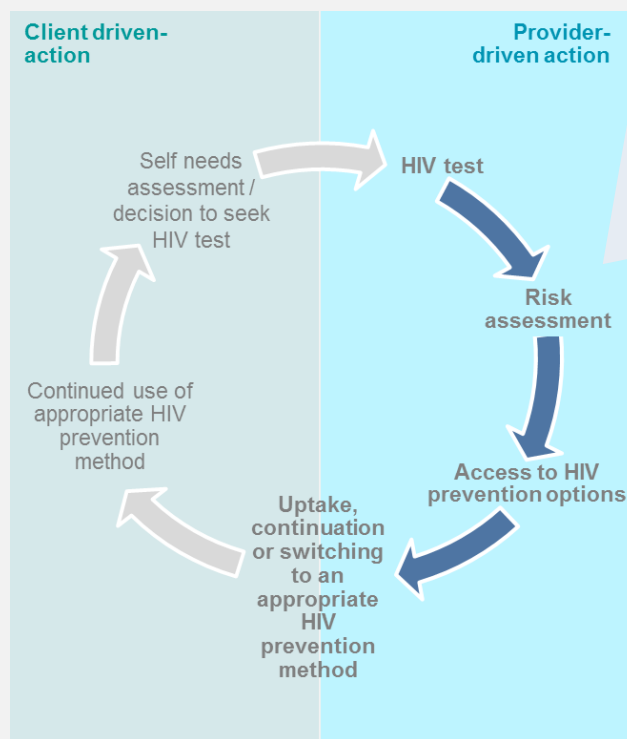 Client driven-
action
Provider-
driven action
Self needs
assessment /
decision to seek
HIV test
HIV test
Risk
assessment
Access to HIV
prevention options
Uptake,
continuation
or switching
to an
appropriate
HIV
prevention
method
Continued use of
appropriate HIV
prevention
method